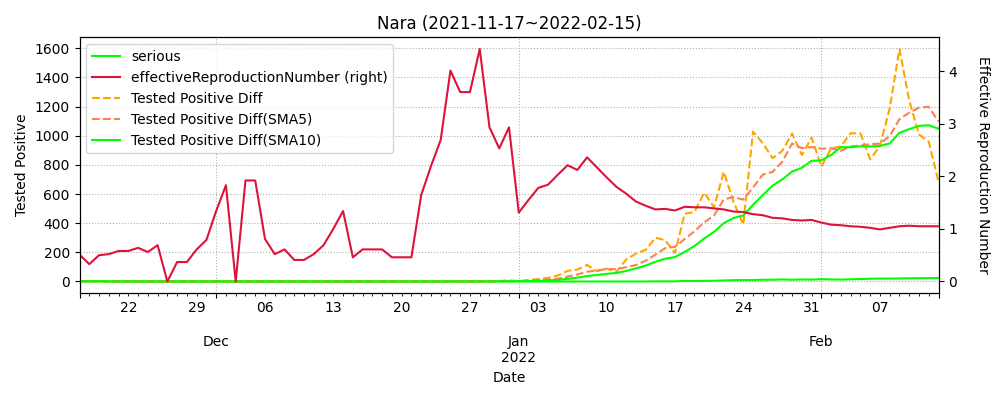 Nara (2021-11-17~2022-02-15)
serious
effectiveReproductionNumber (right)
Tested Positive Diff
Tested Positive Diff(SMA5)
Tested Positive Diff(SMA10)
Tested Positive
1600
1400
1200
1000
800
600
400
200
0
Effective Reproduction Number
4
3
2
1
0
22 29 06 13 20 27 03 10 17 24 31 07
Dec Jan Feb
2022
Date